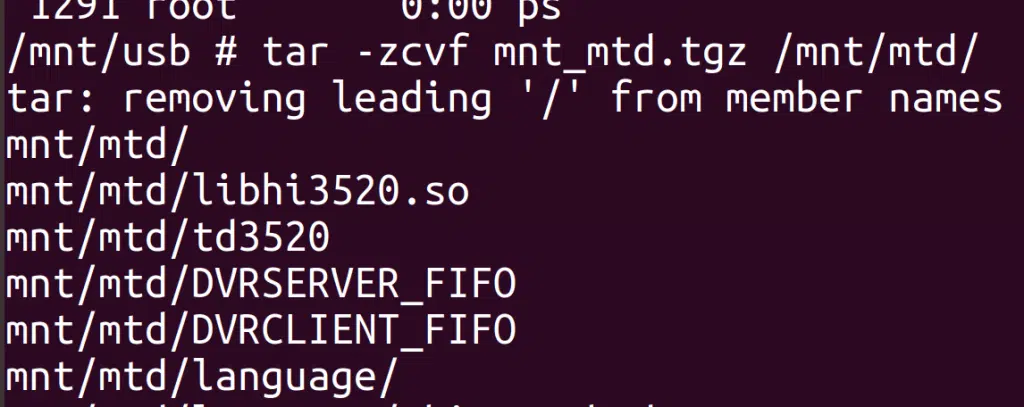 1291 root 0:00 ps
/mnt/usb # tar -zcvf mnt_mtd.tgz /mnt/mtd/
tar: removing leading '/' from member names
mnt/mtd/
mnt/mtd/libhi3520.so
mnt/mtd/td3520
mnt/mtd/DVRSERVER_FIFO
mnt/mtd/DVRCLIENT_FIFO
mnt/mtd/language/